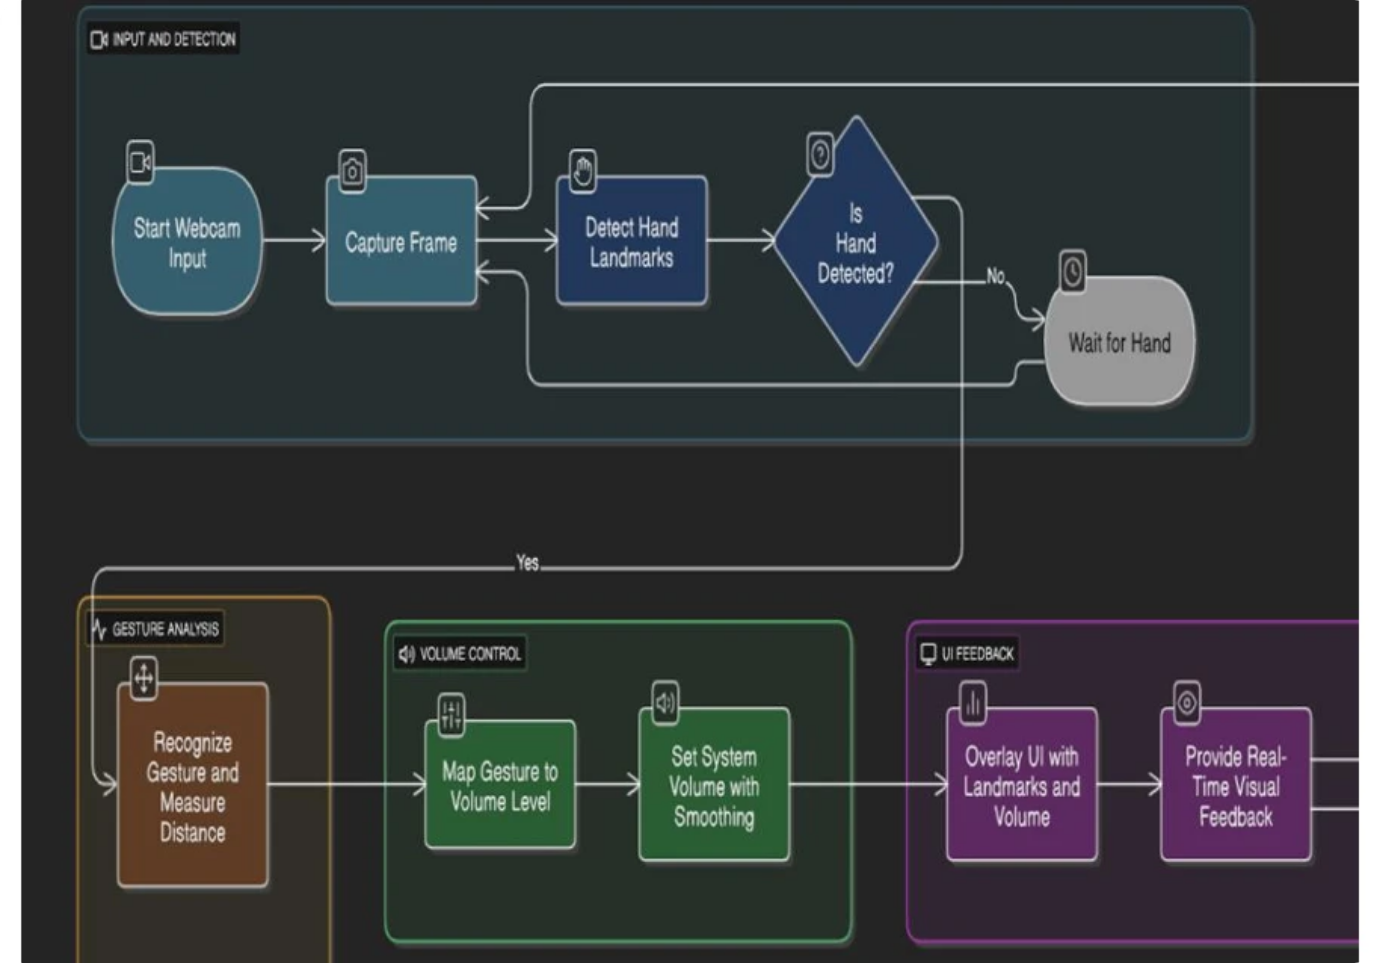 INPUT AND DETECTION
Start Webcam
Input
Capture Frame
Detect Hand
Landmarks
Is
Hand
Detected?
No
Wait for Hand
Yes
GESTURE ANALYSIS
Recognize
Gesture and
Measure
Distance
VOLUME CONTROL
Map Gesture to
Volume Level
Set System
Volume with
Smoothing
UI FEEDBACK
Overlay UI with
Landmarks and
Volume
Provide Real-
Time Visual
Feedback